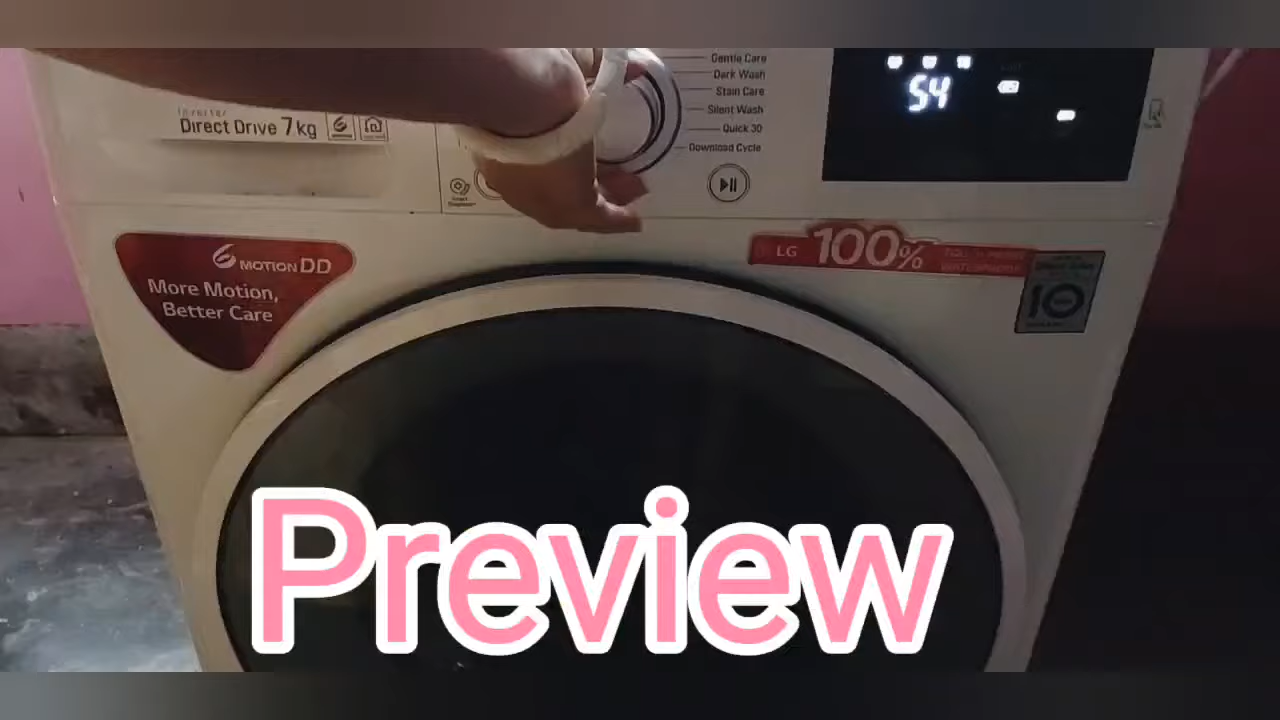 Gentle Care
Dark Wash
Stain Care
Silent Wash
Quick 30
Download Cycle
54
Inverter
Direct Drive 7kg
6 MOTION DD
More Motion,
Better Care
LG 100%
10
Preview